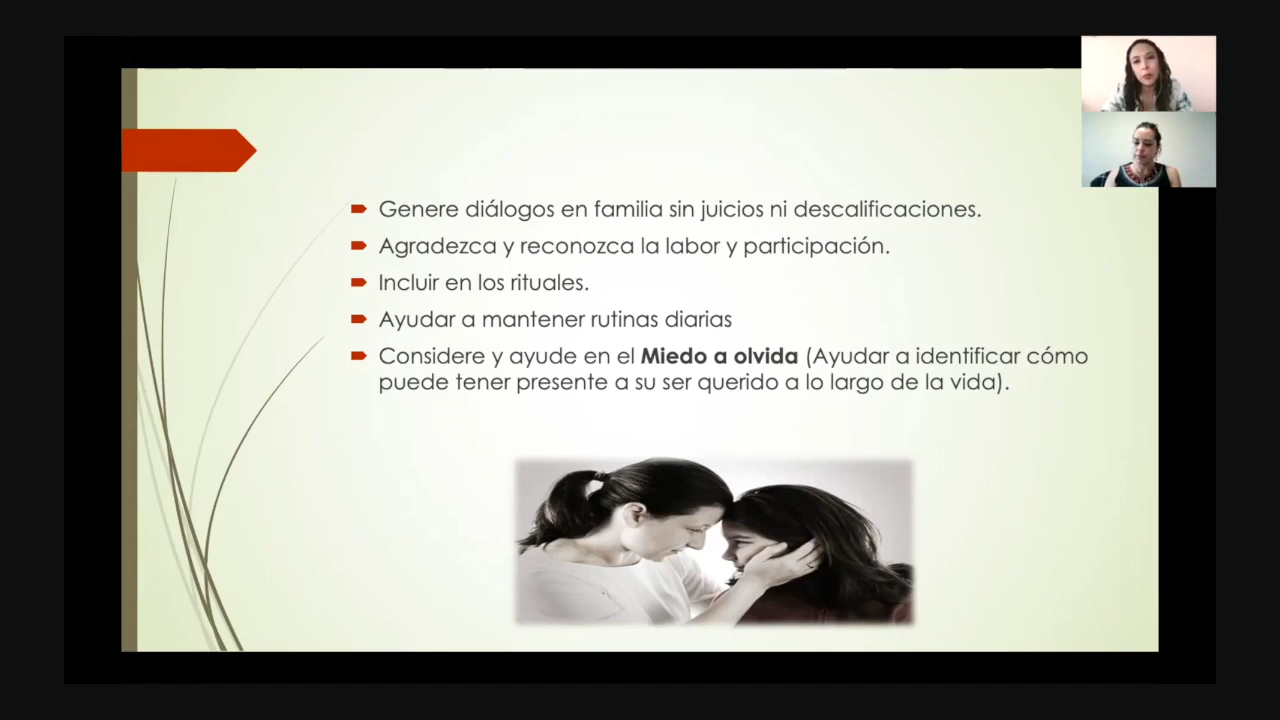 Genere diálogos en familia sin juicios ni descalificaciones.
Agradezca y reconozca la labor y participación.
Incluir en los rituales.
Ayudar a mantener rutinas diarias
Considere y ayude en el Miedo a olvida (Ayudar a identificar cómo
puede tener presente a su ser querido a lo largo de la vida).